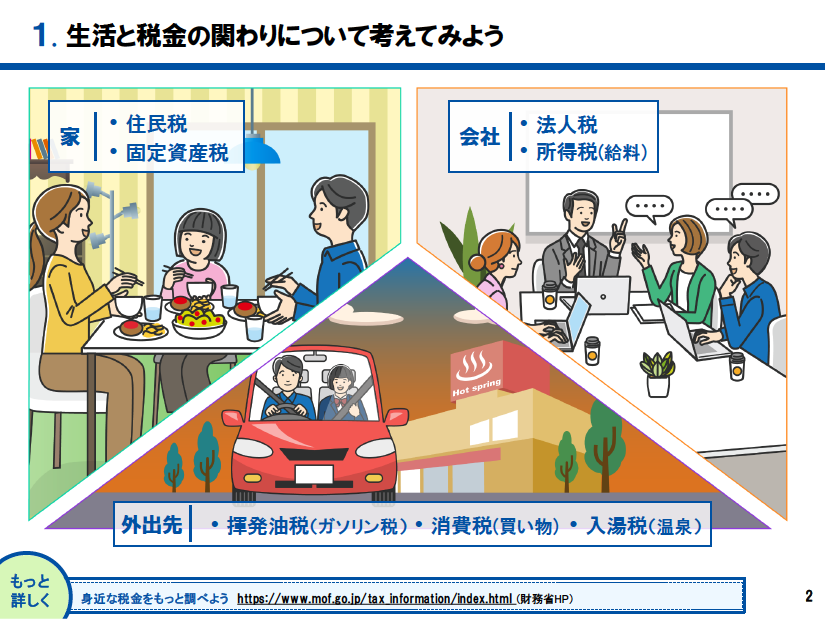 1. 生活と税金の関わりについて考えてみよう
家
・住民税
・固定資産税
会社
・法人税
・所得税(給料)
Hot spring
外出先
・揮発油税(ガソリン税)・消費税(買い物)・入湯税(温泉)
もっと
詳しく
身近な税金をもっと調べよう https://www.mof.go.jp/tax_information/index.html (財務省HP)
2